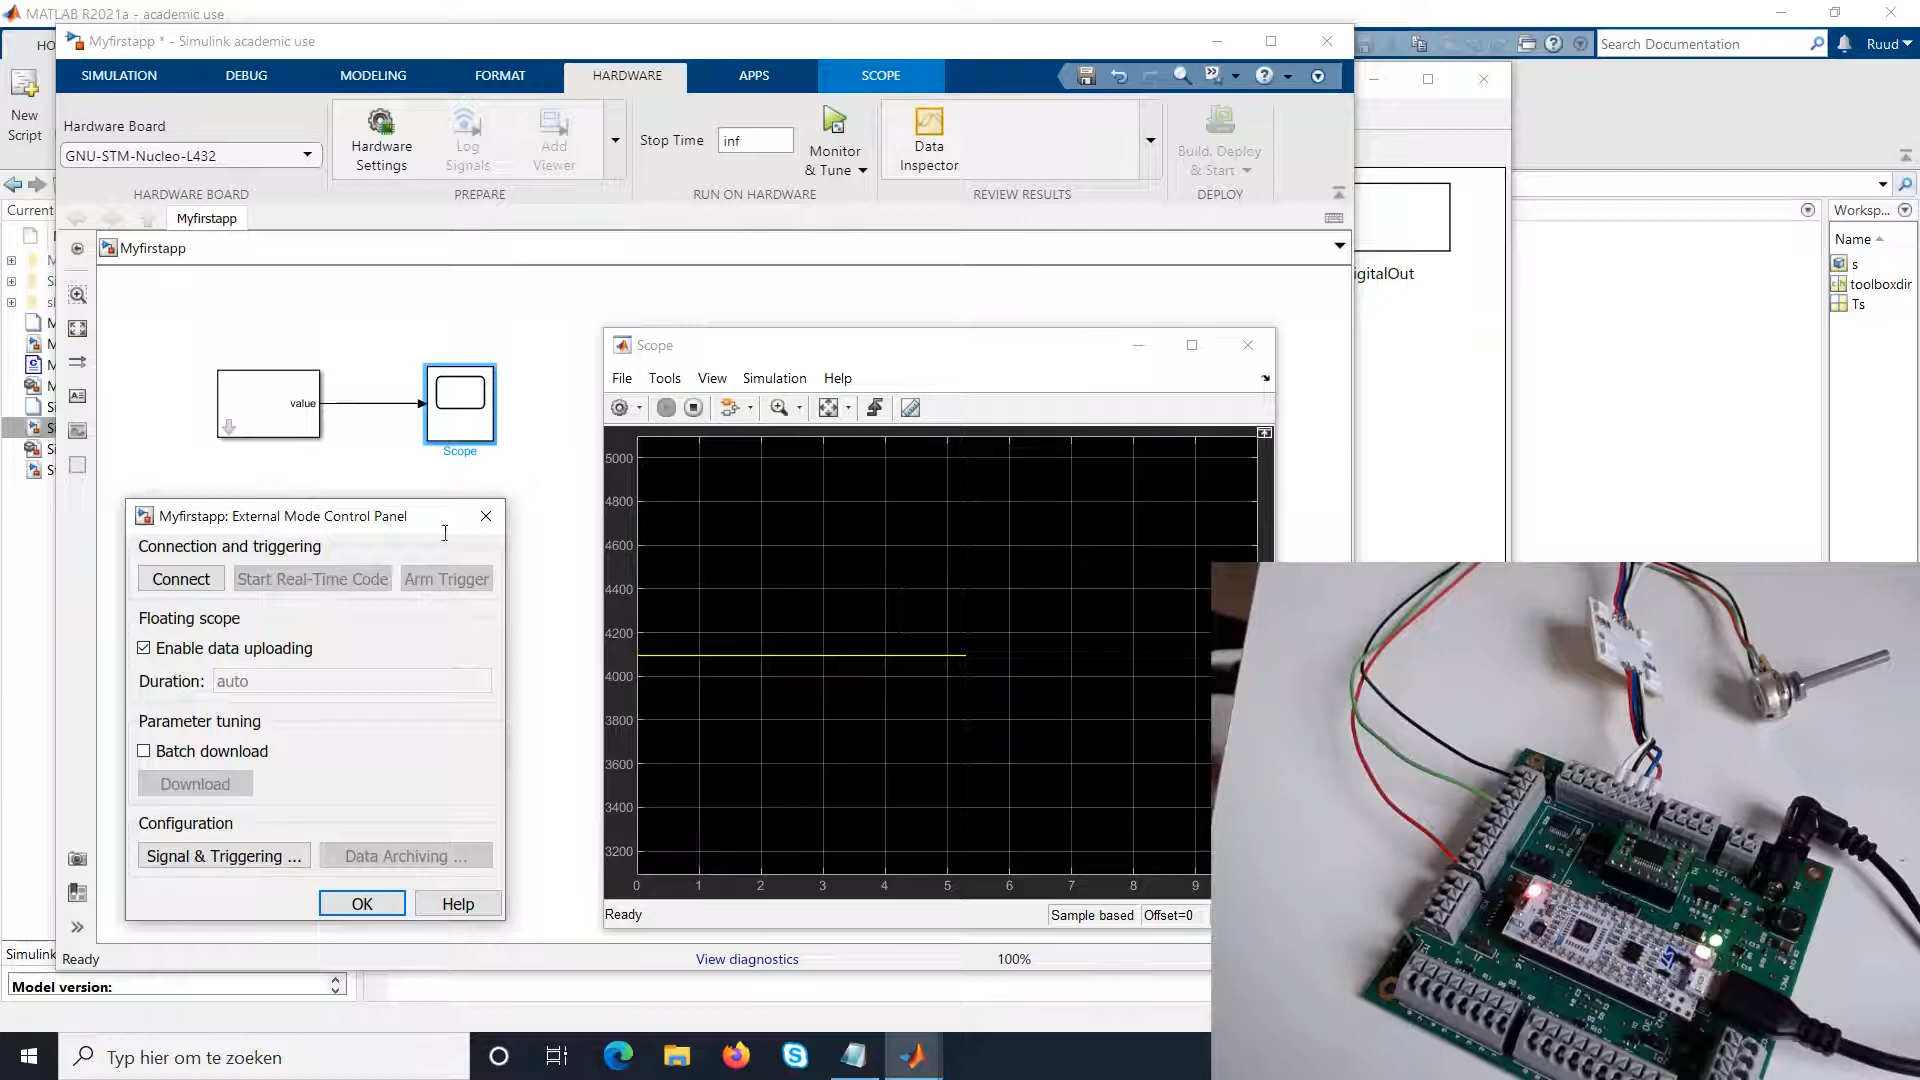 MATLAB R2021a - academic use
HO
Search Documentation
Ruud
New
Script
Current
Myfirstapp * - Simulink academic use
SIMULATION
DEBUG
MODELING
FORMAT
HARDWARE
APPS
SCOPE
Hardware Board
GNU-STM-Nucleo-L432
HARDWARE BOARD
Hardware
Settings
Log
Signals
Add
Viewer
PREPARE
Stop Time
inf
Monitor
& Tune
RUN ON HARDWARE
Data
Inspector
REVIEW RESULTS
Build, Deploy
& Start
DEPLOY
Myfirstapp
Myfirstapp
value
Scope
igitalOut
Worksp...
Name
s
toolboxdir
Ts
Scope
File
Tools
View
Simulation
Help
5000
4800
4600
4400
4200
4000
3800
3600
3400
3200
0
1
2
3
4
5
6
7
8
9
Ready
Sample based
Offset=0
Myfirstapp: External Mode Control Panel
Connection and triggering
Connect
Start Real-Time Code
Arm Trigger
Floating scope
Enable data uploading
Duration:
auto
Parameter tuning
Batch download
Download
Configuration
Signal & Triggering ...
Data Archiving ...
OK
Help
Simulink
Ready
View diagnostics
100%
Model version:
Typ hier om te zoeken